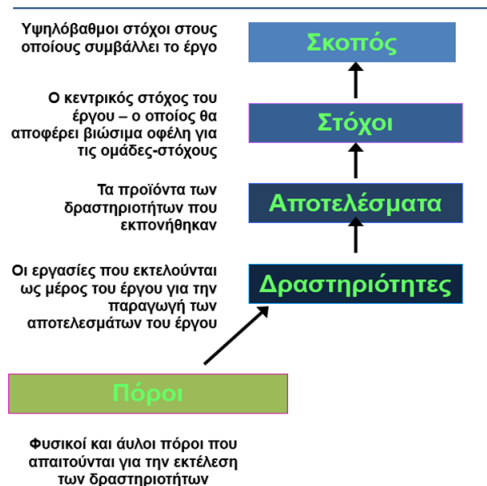 Υψηλόβαθμοι στόχοι στους
οποίους συμβάλλει το έργο
Σκοπός
Ο κεντρικός στόχος του
έργου – ο οποίος θα
αποφέρει βιώσιμα οφέλη για
τις ομάδες-στόχους
Στόχοι
Τα προϊόντα των
δραστηριοτήτων που
εκπονήθηκαν
Αποτελέσματα
Οι εργασίες που εκτελούνται
ως μέρος του έργου για την
παραγωγή των
αποτελεσμάτων του έργου
Δραστηριότητες
Πόροι
Φυσικοί και άυλοι πόροι που
απαιτούνται για την εκτέλεση
των δραστηριοτήτων